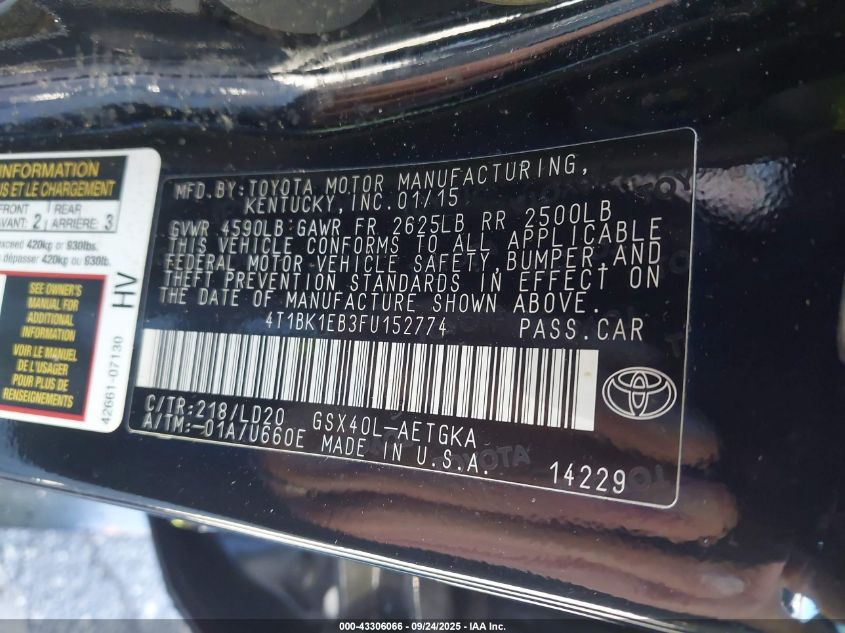 INFORMATION
US ET LE CHARGEMENT
FRONT
AVANT: 2
REAR
ARRIÈRE: 3
exceed 420kg or 930lbs.
dépasser 420kg ou 930lb.
SEE OWNER'S
MANUAL FOR
ADDITIONAL
INFORMATION
VOIR LE MANUEL
DE L'USAGER
POUR PLUS DE
RENSEIGNEMENTS
HV
42661-07130
MFD. BY: TOYOTA MOTOR MANUFACTURING,
KENTUCKY, INC. 01/15
GVWR 4590LB GAWR FR 2625LB RR 2500LB
THIS VEHICLE CONFORMS TO ALL APPLICABLE
FEDERAL MOTOR VEHICLE SAFETY, BUMPER, AND
THEFT PREVENTION STANDARDS IN EFFECT ON
THE DATE OF MANUFACTURE SHOWN ABOVE.
4T1BK1EB3FU152774 PASS. CAR
C/TR: 218/LD20 GSX40L-AETGKA
A/TM: -01A/U660E MADE IN U.S.A.
14229
000-43306066 - 09/24/2025 - IAA Inc.